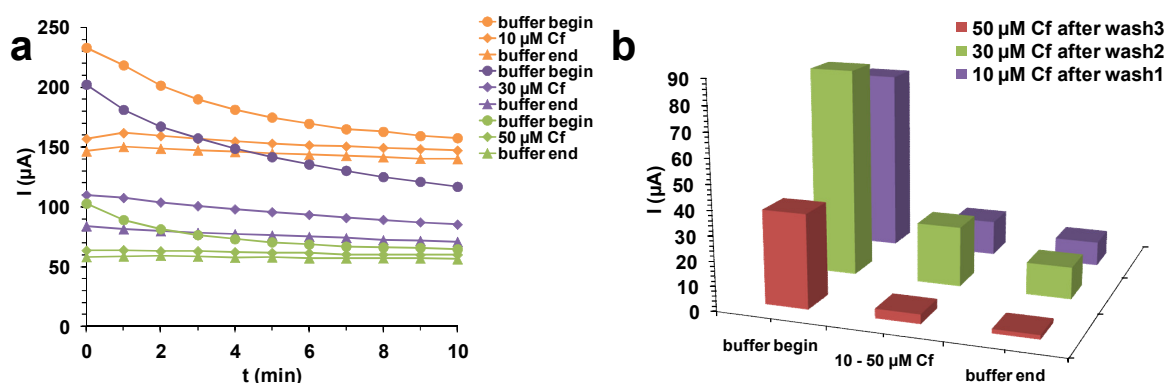 a
250
200
150
100
50
0
I (µA)
0 2 4 6 8 10
t (min)
buffer begin
10 µM Cf
buffer end
buffer begin
30 µM Cf
buffer end
buffer begin
50 µM Cf
buffer end
b
50 µM Cf after wash3
30 µM Cf after wash2
10 µM Cf after wash1
90
80
70
60
50
40
30
20
10
0
I (µA)
buffer begin
10 - 50 µM Cf
buffer end